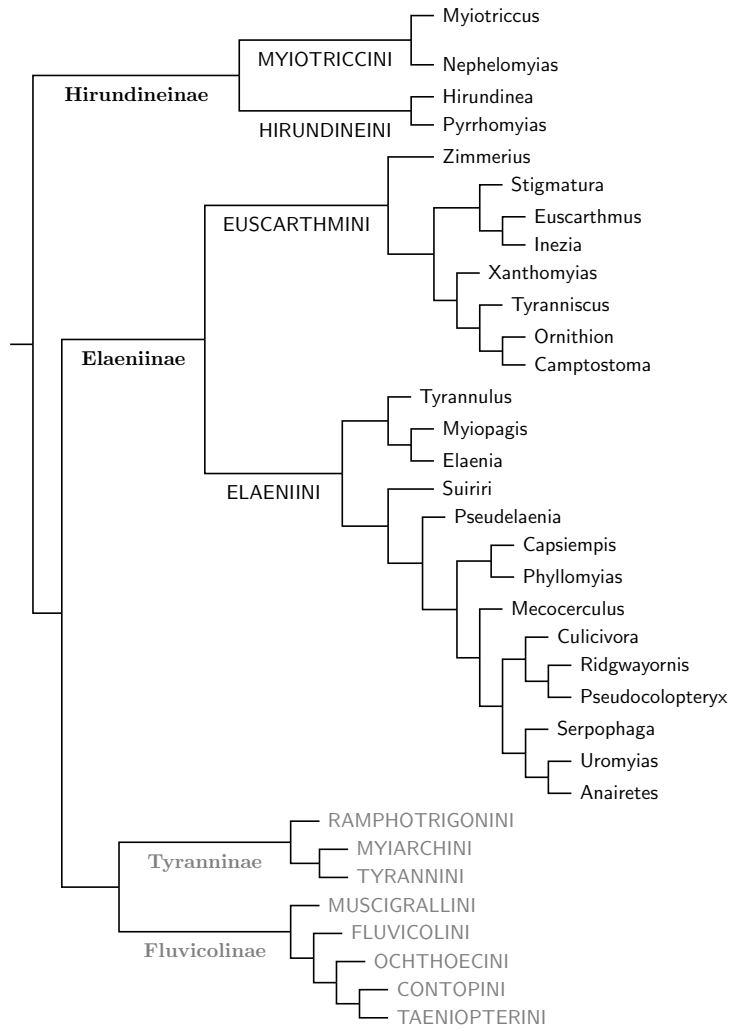 Myiotriccus
MYIOTRICCINI
Nephelomyias
Hirundineinae
Hirundinea
Pyrrhomyias
HIRUNDINEINI
Zimmerius
Stigmatura
Euscarthmus
EUSCARTHMINI
Inezia
Xanthomyias
Tyranniscus
Ornithion
Elaeniinae
Camptostoma
Tyrannulus
Myiopagis
Elaenia
ELAENIINI
Suiriri
Pseudelaenia
Capsiempis
Phyllomyias
Mecocerculus
Culicivora
Ridgwayornis
Pseudocolopteryx
Serpophaga
Uromyias
Anairetes
RAMPHOTRIGONINI
MYIARCHINI
Tyranninae
TYRANNINI
MUSCIGRALLINI
FLUVICOLINI
Fluvicolinae
OCHTHOECINI
CONTOPINI
TAENIOPTERINI